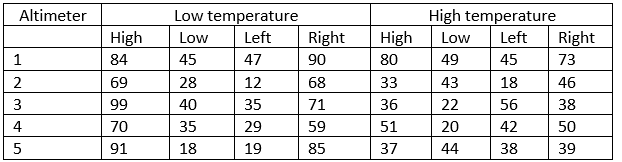 Altimeter Low temperature High temperature
High Low Left Right High Low Left Right
1 84 45 47 90 80 49 45 73
2 69 28 12 68 33 43 18 46
3 99 40 35 71 36 22 56 38
4 70 35 29 59 51 20 42 50
5 91 18 19 85 37 44 38 39